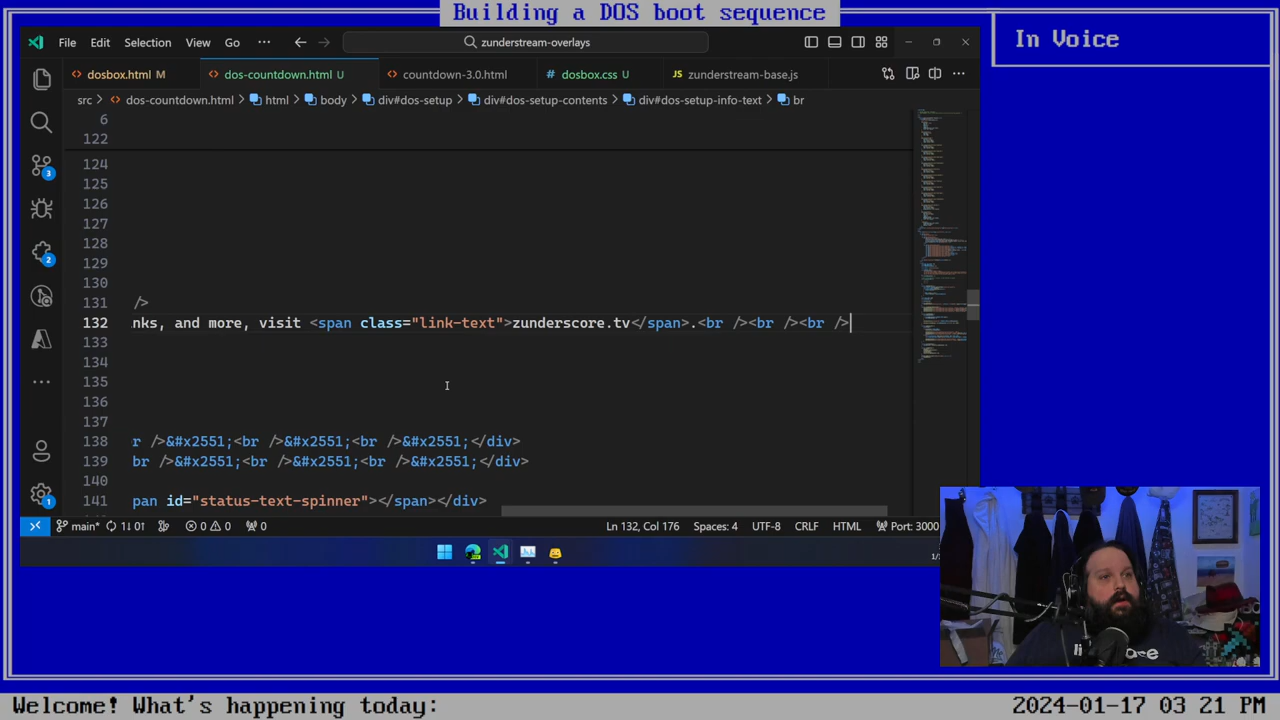 Building a DOS boot sequence
In Voice
File Edit Selection View Go ··· zunderstream-overlays
dosbox.html M dos-countdown.html U countdown-3.0.html dosbox.css U JS zunderstream-base.js
src > dos-countdown.html > html > body > div#dos-setup > div#dos-setup-contents > div#dos-setup-info-text > br
6
122
124
125
126
127
128
129
130
131 />
132 nks, and more, visit <span class="link-text">zunderscore.tv</span>.<br /><br /><br />
133
134
135
136
137
138 r />&#x2551;<br />&#x2551;<br />&#x2551;</div>
139 br />&#x2551;<br />&#x2551;<br />&#x2551;</div>
140
141 pan id="status-text-spinner"></span></div>
3
2
1
main* 0 0 0 Ln 132, Col 176 Spaces: 4 UTF-8 CRLF HTML Port: 3000
Welcome! What's happening today:
2024-01-17 03 21 PM